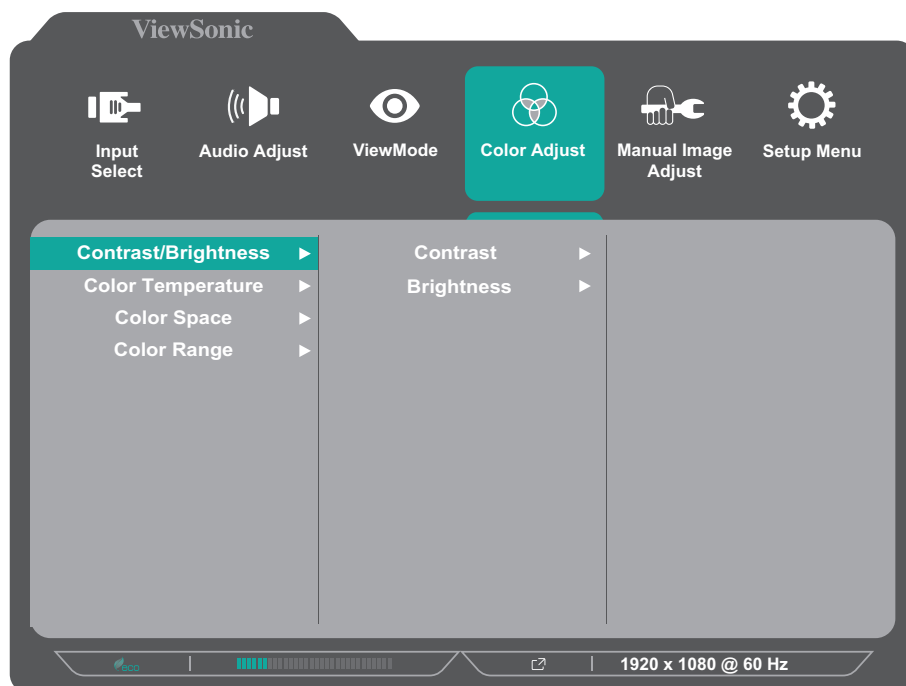 ViewSonic
Input Select
Audio Adjust
ViewMode
Color Adjust
Manual Image Adjust
Setup Menu
Contrast/Brightness
Color Temperature
Color Space
Color Range
Contrast
Brightness
eco
1920 x 1080 @ 60 Hz